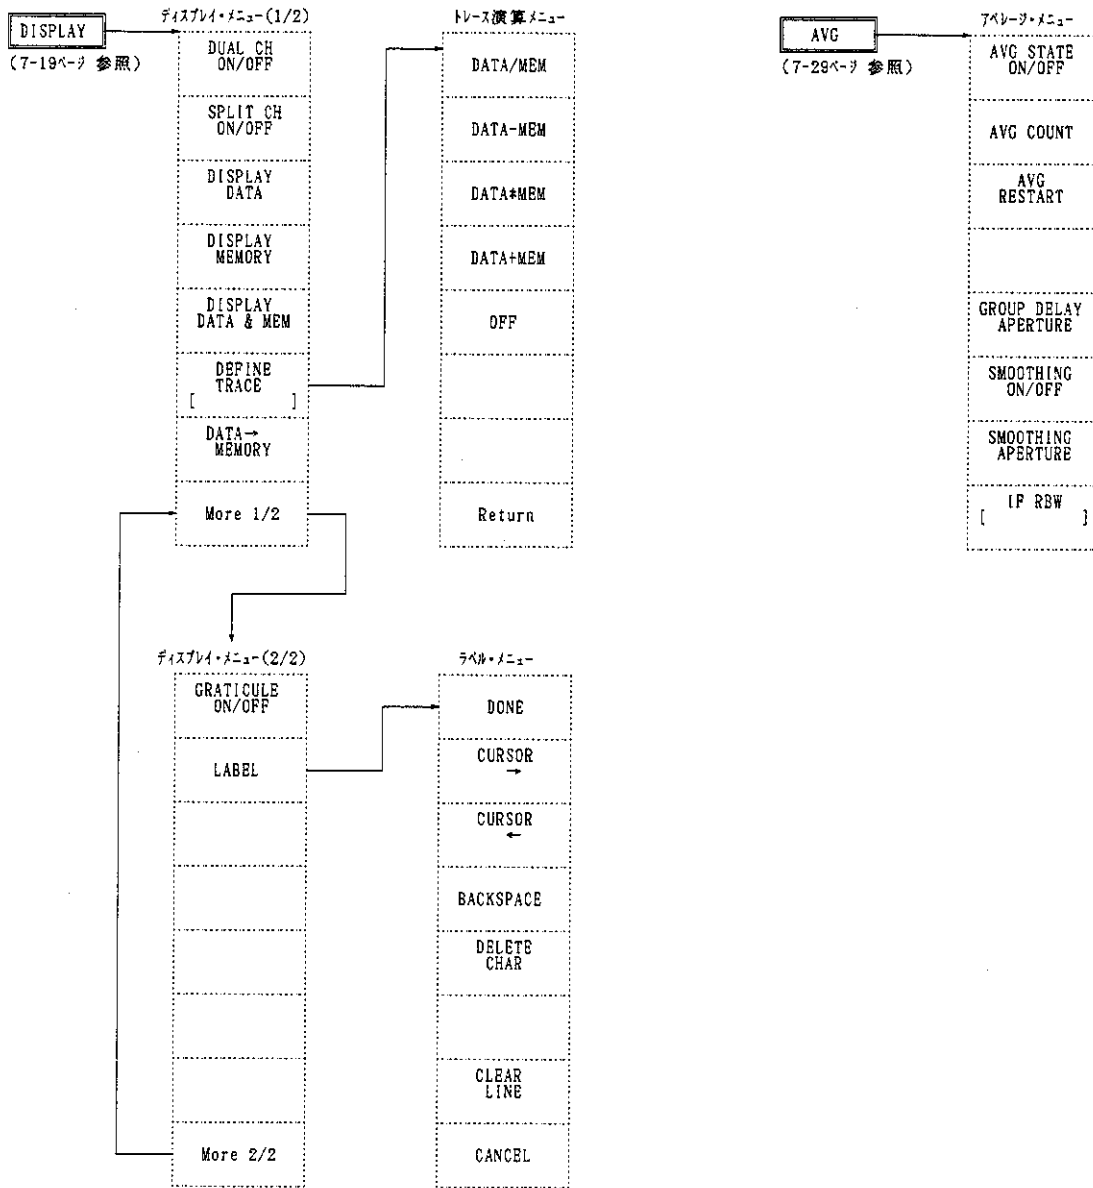 DISPLAY
(7-19ページ 参照)
ディスプレイ・メニュー(1/2)
DUAL CH
ON/OFF
SPLIT CH
ON/OFF
DISPLAY
DATA
DISPLAY
MEMORY
DISPLAY
DATA & MEM
DEFINE
TRACE
[ ]
DATA→
MEMORY
More 1/2
トレース演算メニュー
DATA/MEM
DATA-MEM
DATA*MEM
DATA+MEM
OFF
Return
AVG
(7-29ページ 参照)
アベレージ・メニュー
AVG STATE
ON/OFF
AVG COUNT
AVG
RESTART
GROUP DELAY
APERTURE
SMOOTHING
ON/OFF
SMOOTHING
APERTURE
IF RBW
[ ]
ディスプレイ・メニュー(2/2)
GRATICULE
ON/OFF
LABEL
More 2/2
ラベル・メニュー
DONE
CURSOR
→
CURSOR
←
BACKSPACE
DELETE
CHAR
CLEAR
LINE
CANCEL